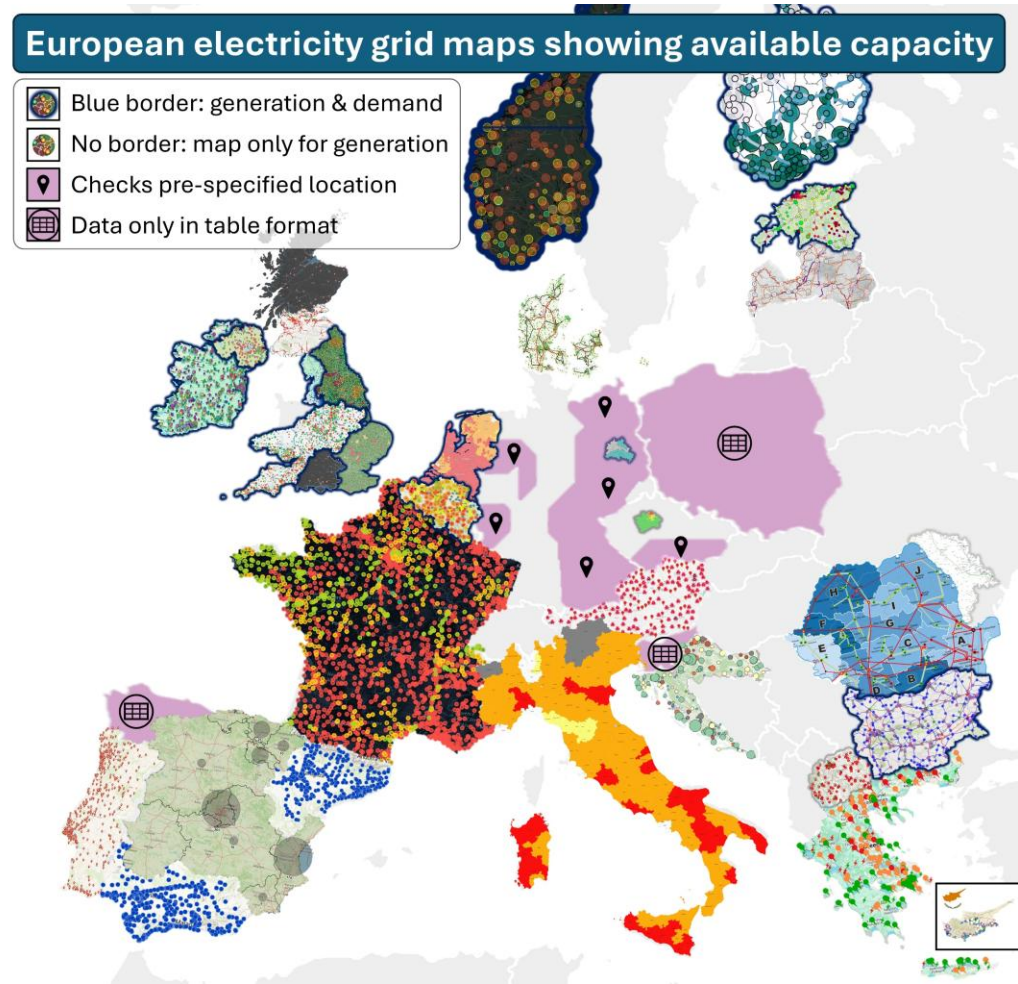 European electricity grid maps showing available capacity
Blue border: generation & demand
No border: map only for generation
Checks pre-specified location
Data only in table format
J
H
I
F
G
A
E
C
D
B